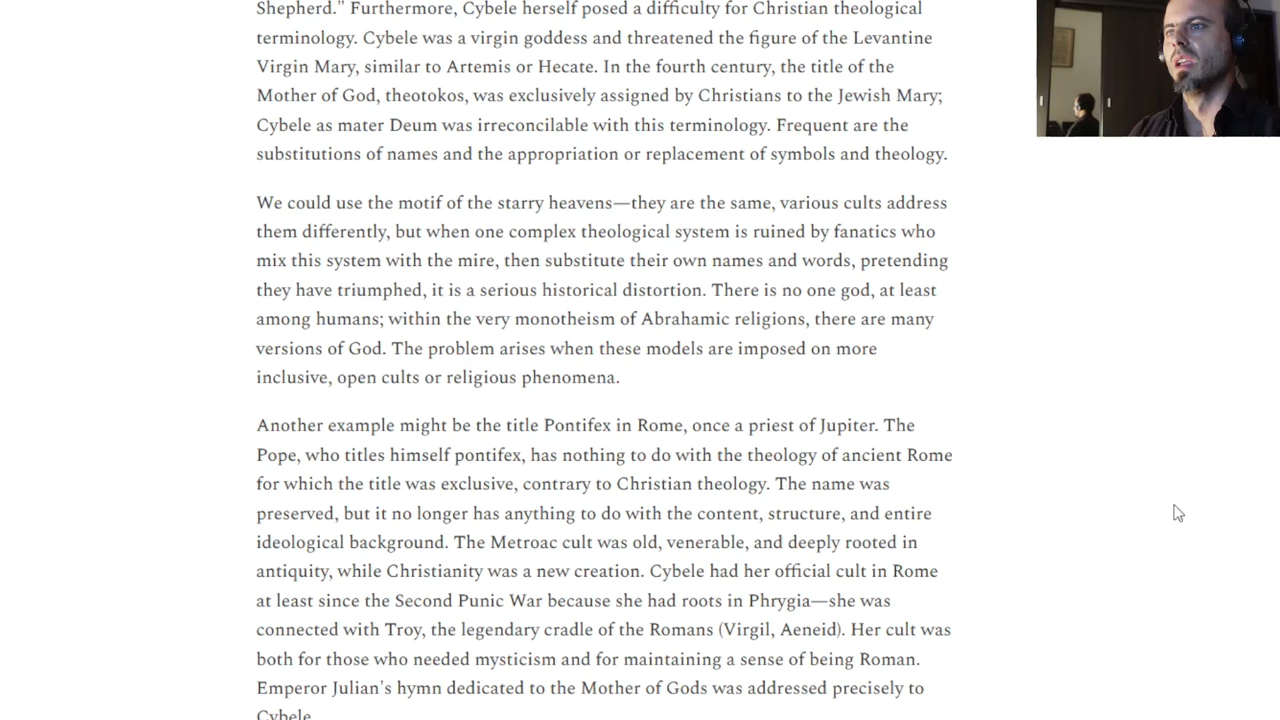 Shepherd." Furthermore, Cybele herself posed a difficulty for Christian theological
terminology. Cybele was a virgin goddess and threatened the figure of the Levantine
Virgin Mary, similar to Artemis or Hecate. In the fourth century, the title of the
Mother of God, theotokos, was exclusively assigned by Christians to the Jewish Mary;
Cybele as mater Deum was irreconcilable with this terminology. Frequent are the
substitutions of names and the appropriation or replacement of symbols and theology.
We could use the motif of the starry heavens—they are the same, various cults address
them differently, but when one complex theological system is ruined by fanatics who
mix this system with the mire, then substitute their own names and words, pretending
they have triumphed, it is a serious historical distortion. There is no one god, at least
among humans; within the very monotheism of Abrahamic religions, there are many
versions of God. The problem arises when these models are imposed on more
inclusive, open cults or religious phenomena.
Another example might be the title Pontifex in Rome, once a priest of Jupiter. The
Pope, who titles himself pontifex, has nothing to do with the theology of ancient Rome
for which the title was exclusive, contrary to Christian theology. The name was
preserved, but it no longer has anything to do with the content, structure, and entire
ideological background. The Metroac cult was old, venerable, and deeply rooted in
antiquity, while Christianity was a new creation. Cybele had her official cult in Rome
at least since the Second Punic War because she had roots in Phrygia—she was
connected with Troy, the legendary cradle of the Romans (Virgil, Aeneid). Her cult was
both for those who needed mysticism and for maintaining a sense of being Roman.
Emperor Julian's hymn dedicated to the Mother of Gods was addressed precisely to
Cybele.